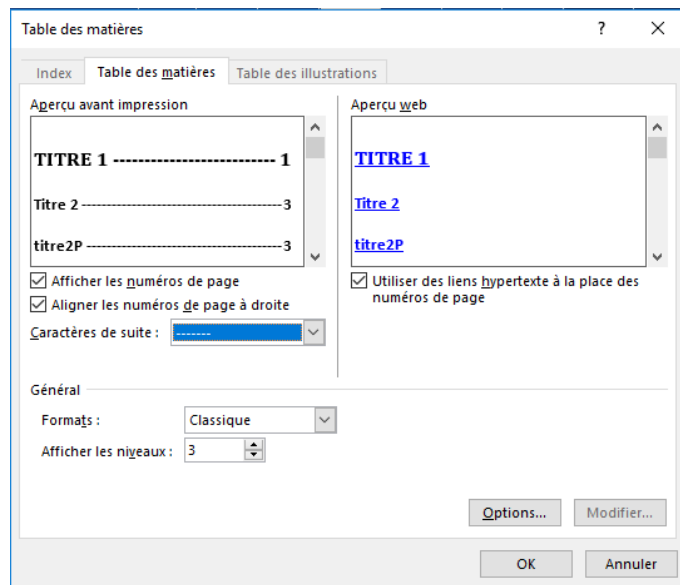 Table des matières
?
Index
Table des matières
Table des illustrations
Aperçu avant impression
TITRE 1 -------------------------- 1
Titre 2---------------------------------3
titre2P --------------------------------3
Afficher les numéros de page
Aligner les numéros de page à droite
Caractères de suite : -------
Aperçu web
TITRE 1
Titre 2
titre2P
Utiliser des liens hypertexte à la place des
numéros de page
Général
Formats : Classique
Afficher les niveaux : 3
Options...
Modifier...
OK
Annuler